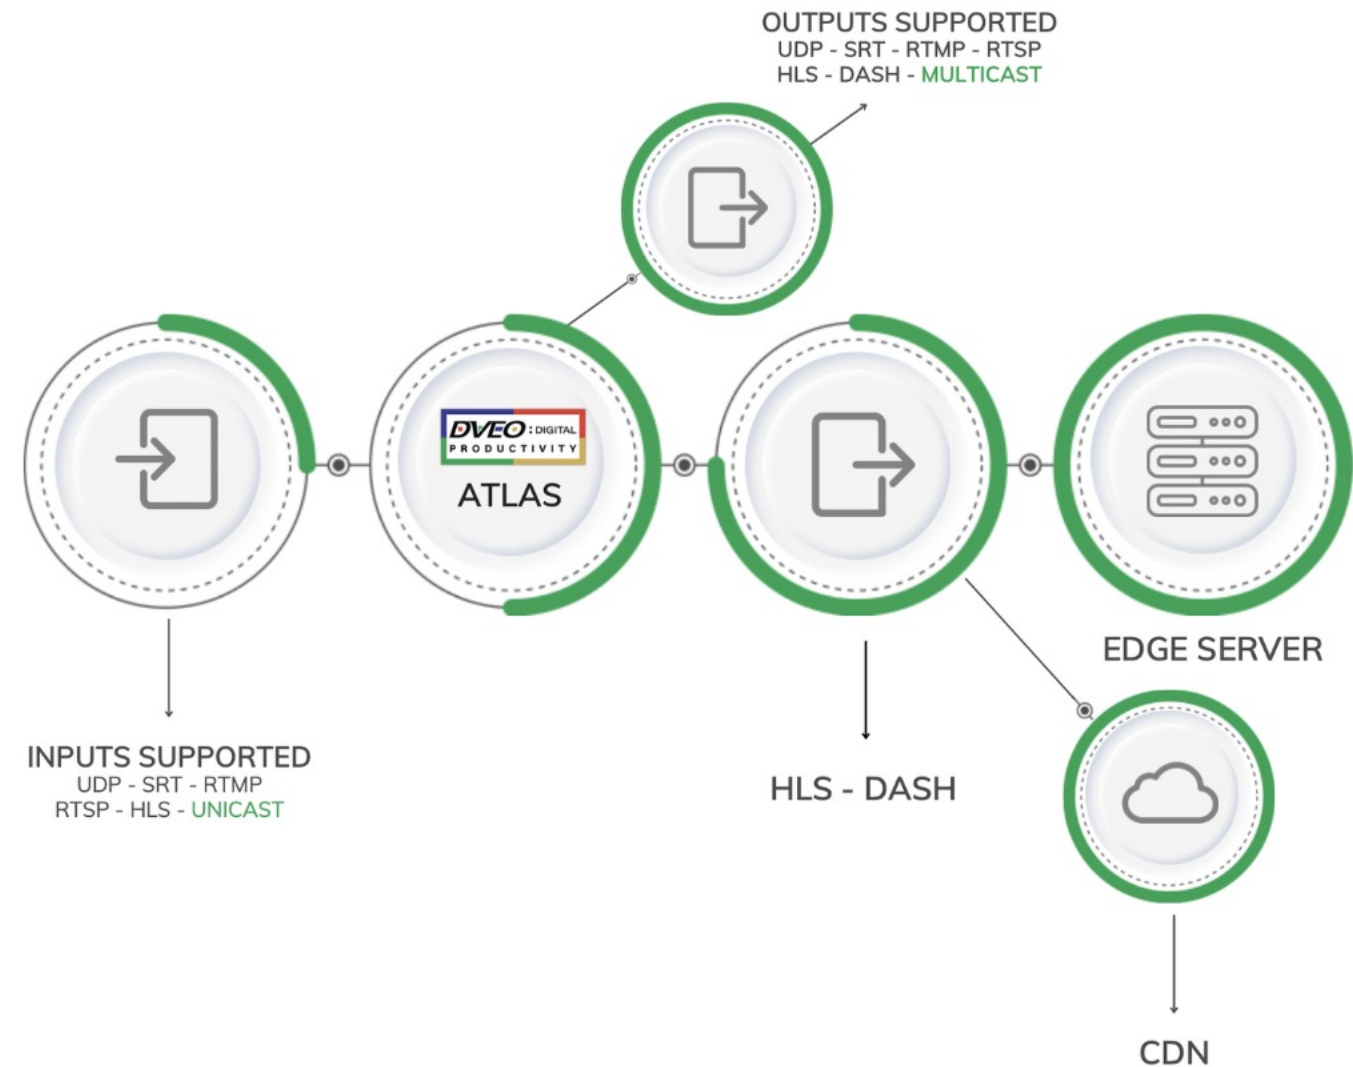 OUTPUTS SUPPORTED
UDP - SRT - RTMP - RTSP
HLS - DASH - MULTICAST
DVEO : DIGITAL
PRODUCTIVITY
ATLAS
EDGE SERVER
INPUTS SUPPORTED
UDP - SRT - RTMP
RTSP - HLS - UNICAST
HLS - DASH
CDN